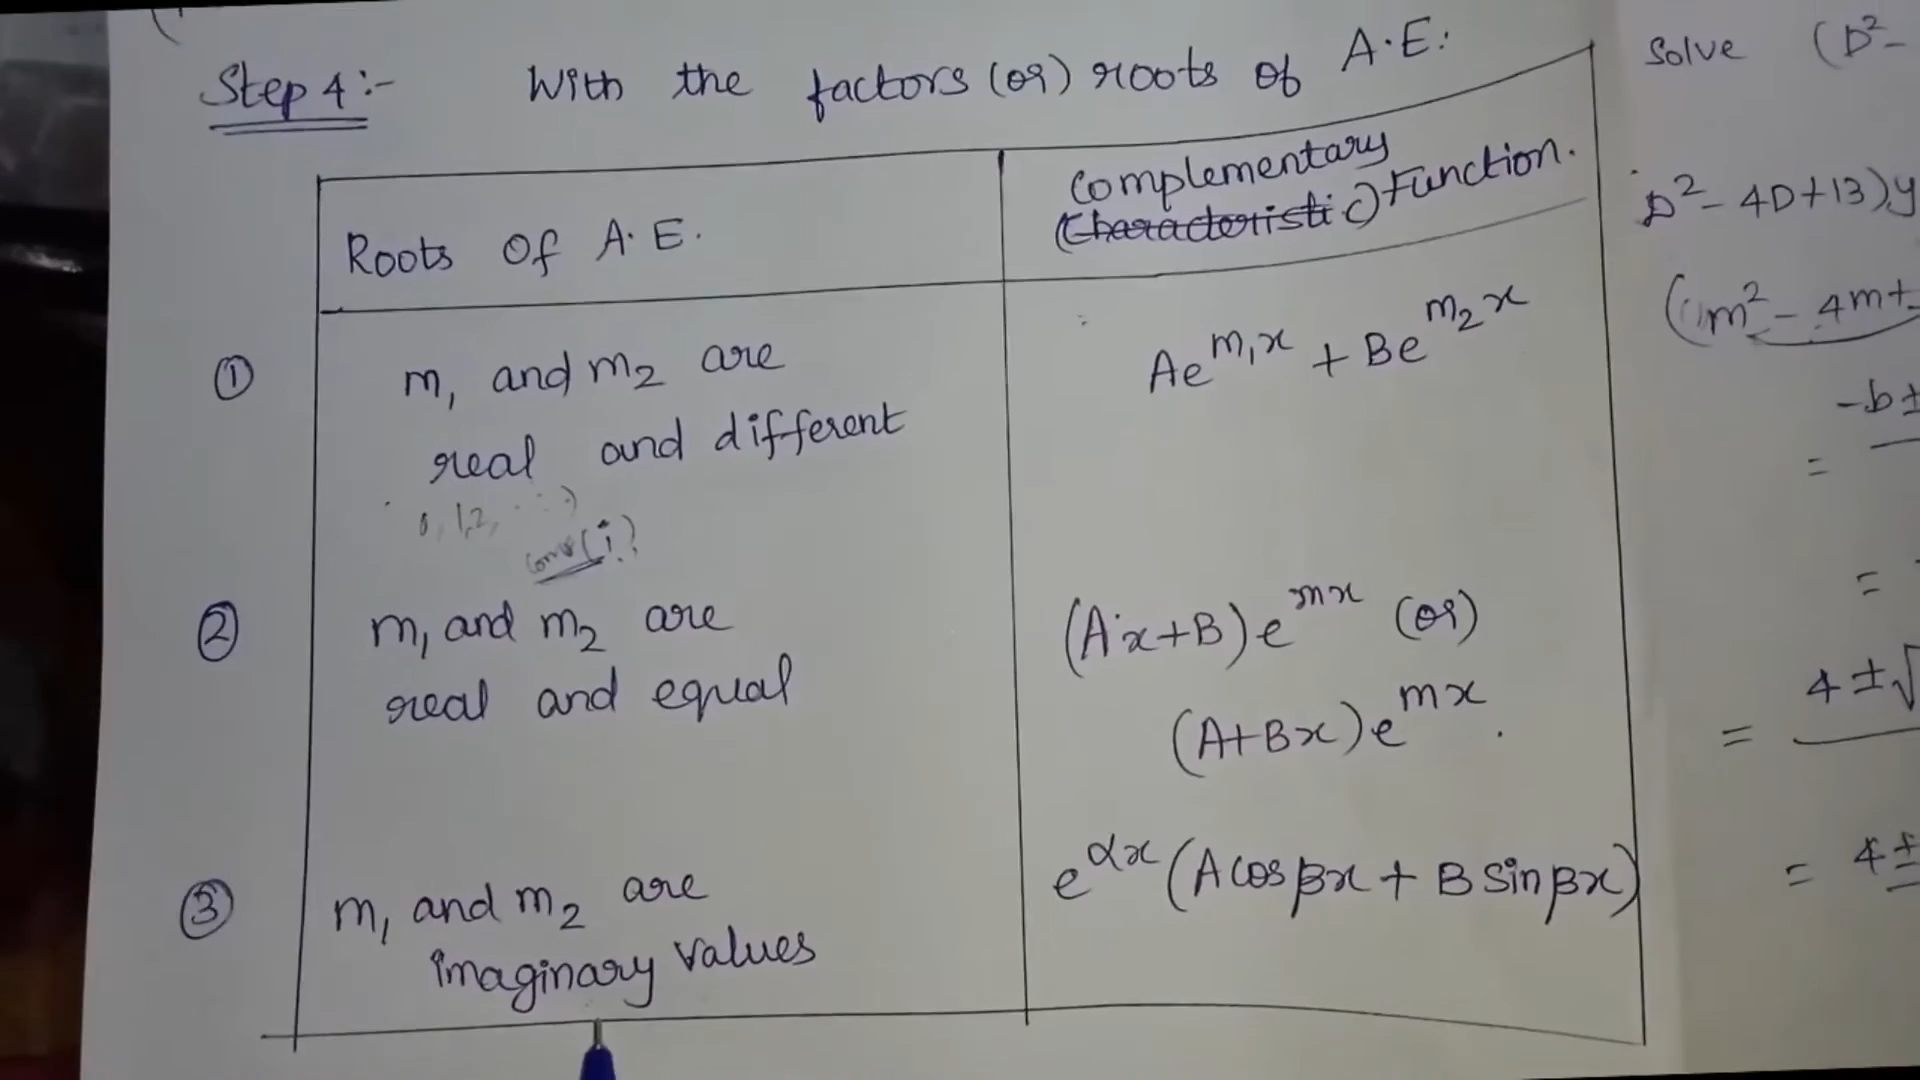 Step 4:- With the factors (or) roots of A.E:
Roots of A.E.
Complementary
(Characteristic) Function.
① m₁ and m₂ are
real and different
0, 1, 2, ...)
(i)
Ae^{m₁x} + Be^{m₂x}
② m₁ and m₂ are
real and equal
(Ax+B)e^{mx} (or)
(A+Bx)e^{mx}.
③ m₁ and m₂ are
imaginary values
e^{αx}(A cos βx + B sin βx)
Solve (D²-
D²-4D+13)y
(m²-4m+
-b±
=
=
= 4±√
= 4±